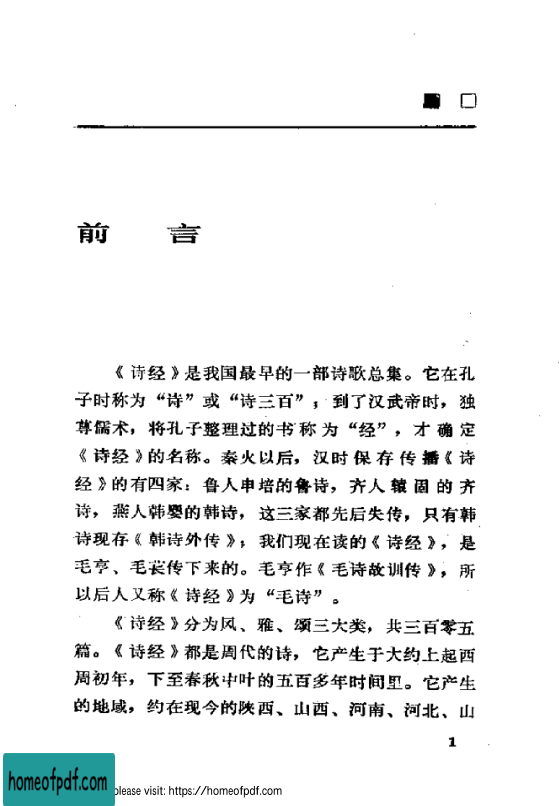 前　言
《诗经》是我国最早的一部诗歌总集。它在孔
子时称为“诗”或“诗三百”；到了汉武帝时，独
尊儒术，将孔子整理过的书称为“经”，才确定
《诗经》的名称。秦火以后，汉时保存传播《诗
经》的有四家：鲁人申培的鲁诗，齐人辕固的齐
诗，燕人韩婴的韩诗，这三家都先后失传，只有韩
诗现存《韩诗外传》；我们现在读的《诗经》，是
毛亨、毛苌传下来的。毛亨作《毛诗故训传》，所
以后人又称《诗经》为“毛诗”。
《诗经》分为风、雅、颂三大类，共三百零五
篇。《诗经》都是周代的诗，它产生于大约上起西
周初年，下至春秋中叶的五百多年时间里。它产生
的地域，约在现今的陕西、山西、河南、河北、山
1
homeofpdf.com
please visit: https://homeofpdf.com